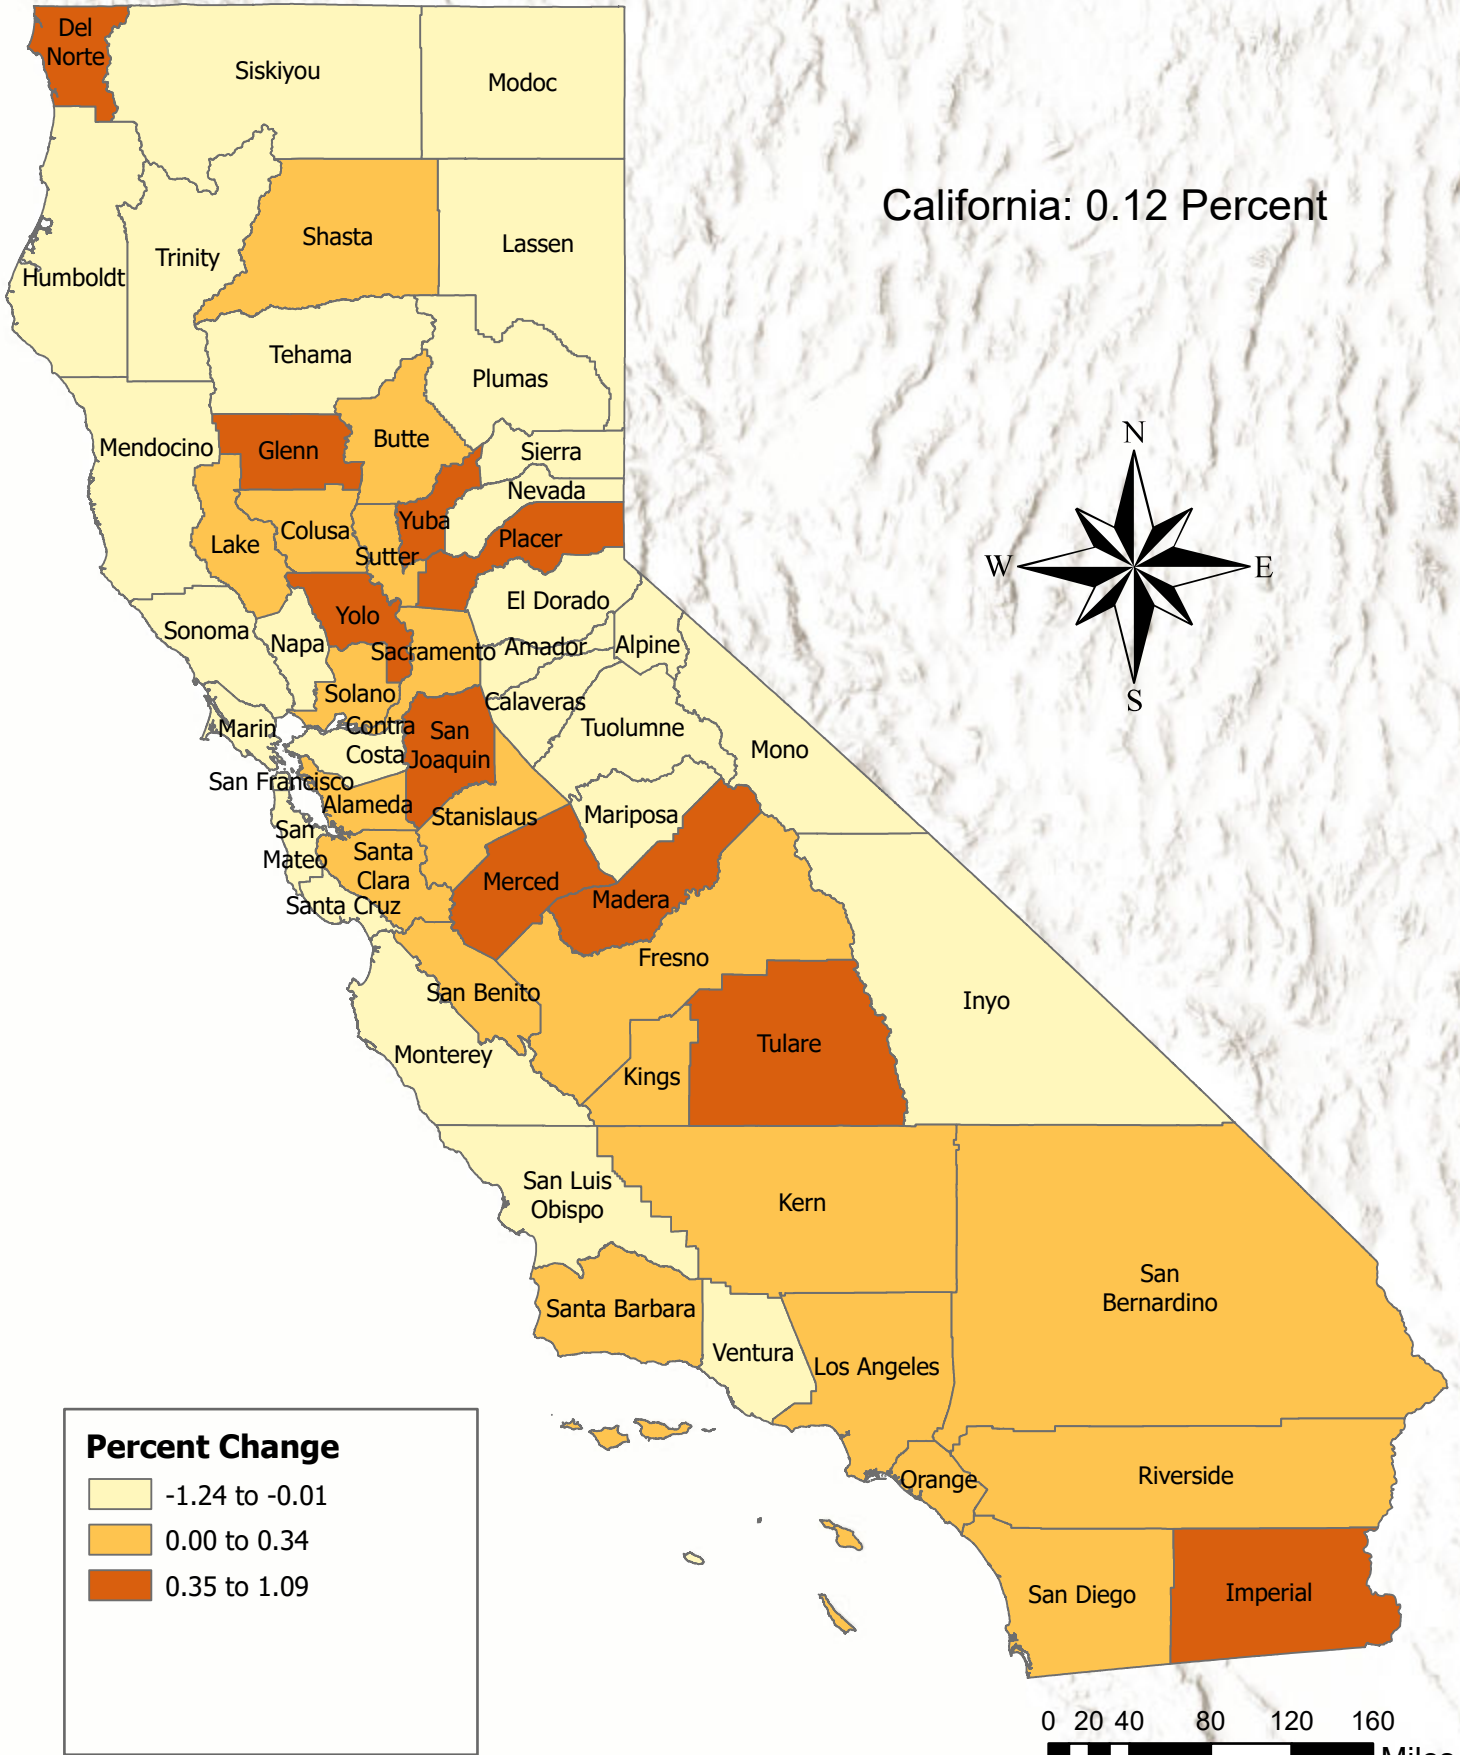 Del
Norte
Siskiyou
Modoc
California: 0.12 Percent
Shasta
Lassen
Trinity
Humboldt
Tehama
Plumas
Mendocino
Glenn
Butte
Sierra
Nevada
Yuba
Colusa
Placer
Lake
Sutter
El Dorado
Yolo
Sonoma
Napa
Sacramento
Amador
Alpine
Solano
Calaveras
Contra
Costa
Marin
San
Joaquin
Tuolumne
Mono
San Francisco
Alameda
Stanislaus
Mariposa
San
Mateo
Santa
Clara
Merced
Madera
Santa Cruz
Fresno
San Benito
Inyo
Monterey
Tulare
Kings
San Luis
Obispo
Kern
San
Bernardino
Santa Barbara
Ventura
Los Angeles
Orange
Riverside
San Diego
Imperial
N
W
E
S
Percent Change
-1.24 to -0.01
0.00 to 0.34
0.35 to 1.09
0 20 40 80 120 160
Miles